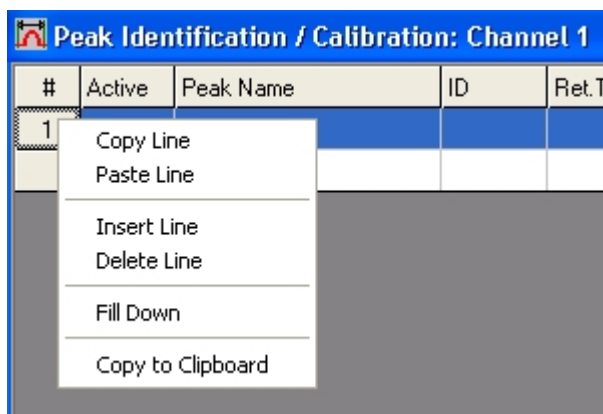 Peak Identification / Calibration: Channel 1
# Active Peak Name ID Ret.T
1
Copy Line
Paste Line
Insert Line
Delete Line
Fill Down
Copy to Clipboard